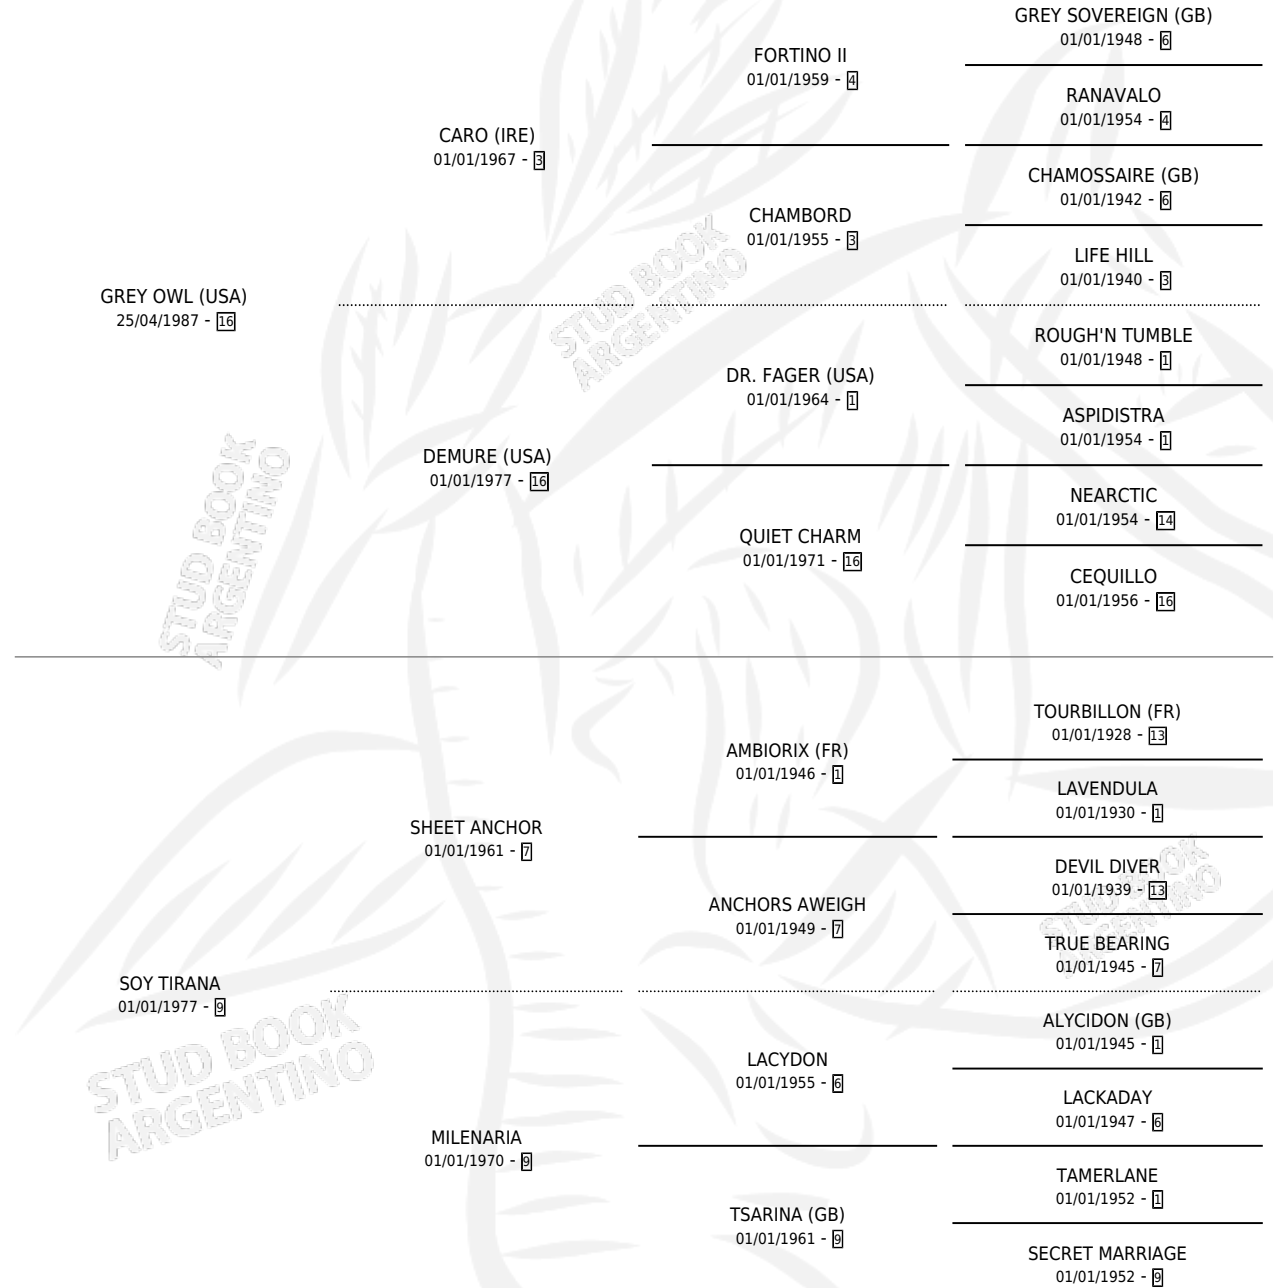 GREY SOVEREIGN (GB)
01/01/1948 - 6
FORTINO II
01/01/1959 - 4
RANAVALO
01/01/1954 - 4
CARO (IRE)
01/01/1967 - 3
CHAMOSSAIRE (GB)
01/01/1942 - 6
CHAMBORD
01/01/1955 - 3
LIFE HILL
01/01/1940 - 3
GREY OWL (USA)
25/04/1987 - 16
ROUGH'N TUMBLE
01/01/1948 - 1
DR. FAGER (USA)
01/01/1964 - 1
ASPIDISTRA
01/01/1954 - 1
DEMURE (USA)
01/01/1977 - 16
NEARCTIC
01/01/1954 - 14
QUIET CHARM
01/01/1971 - 16
CEQUILLO
01/01/1956 - 16
TOURBILLON (FR)
01/01/1928 - 13
AMBIORIX (FR)
01/01/1946 - 1
LAVENDULA
01/01/1930 - 1
SHEET ANCHOR
01/01/1961 - 7
DEVIL DIVER
01/01/1939 - 13
ANCHORS AWEIGH
01/01/1949 - 7
TRUE BEARING
01/01/1945 - 7
SOY TIRANA
01/01/1977 - 9
ALYCIDON (GB)
01/01/1945 - 1
LACYDON
01/01/1955 - 6
LACKADAY
01/01/1947 - 6
MILENARIA
01/01/1970 - 9
TAMERLANE
01/01/1952 - 1
TSARINA (GB)
01/01/1961 - 9
SECRET MARRIAGE
01/01/1952 - 9
STUD BOOK
ARGENTINO
STUD BOOK
ARGENTINO
STUD BOOK
ARGENTINO
STUD BOOK
ARGENTINO